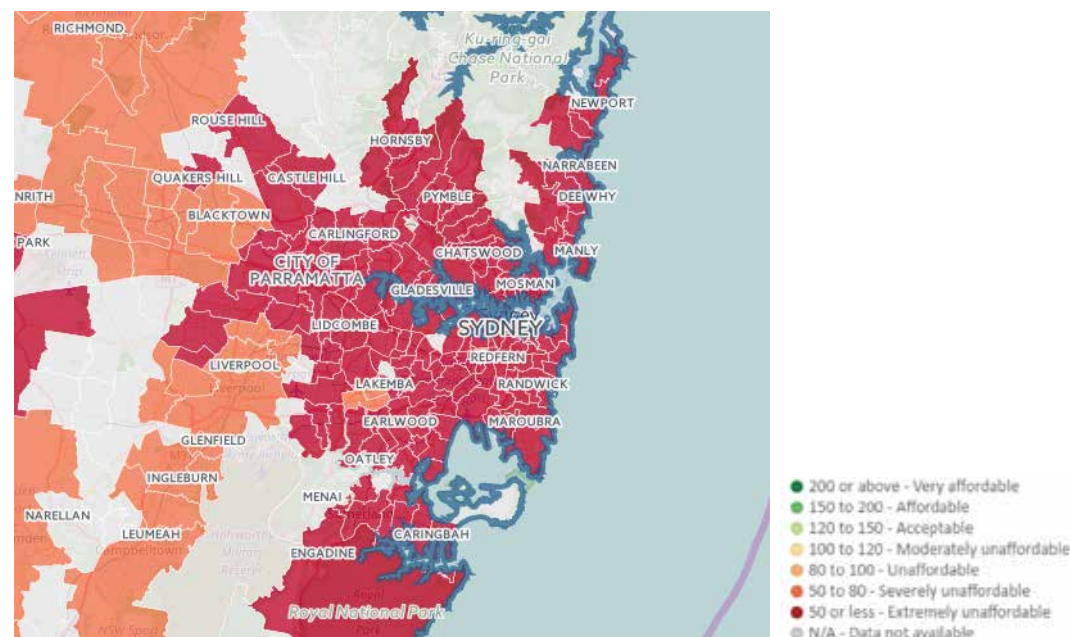 RICHMOND
Ku-ring-gai
Chase National
Park
NEWPORT
ROUSE HILL
HORNSBY
NARRABEEN
QUAKERS HILL
CASTLE HILL
PYMBLE
DEE WHY
NRITH
BLACKTOWN
CARLINGFORD
PARK
CHATSWOOD
MANLY
CITY OF
PARRAMATTA
GLADESVILLE
MOSMAN
LIDCOMBE
SYDNEY
LIVERPOOL
REDFERN
Liverpool
LAKEMBA
RANDWICK
EARLWOOD
MAROUBRA
GLENFIELD
OATLEY
INGLEBURN
MENAI
NARELLAN
LEUMEAH
CARINGBAH
Campbelltown
ENGADINE
Royal National Park
200 or above - Very affordable
150 to 200 - Affordable
120 to 150 - Acceptable
100 to 120 - Moderately unaffordable
80 to 100 - Unaffordable
50 to 80 - Severely unaffordable
50 or less - Extremely unaffordable
N/A - Data not available